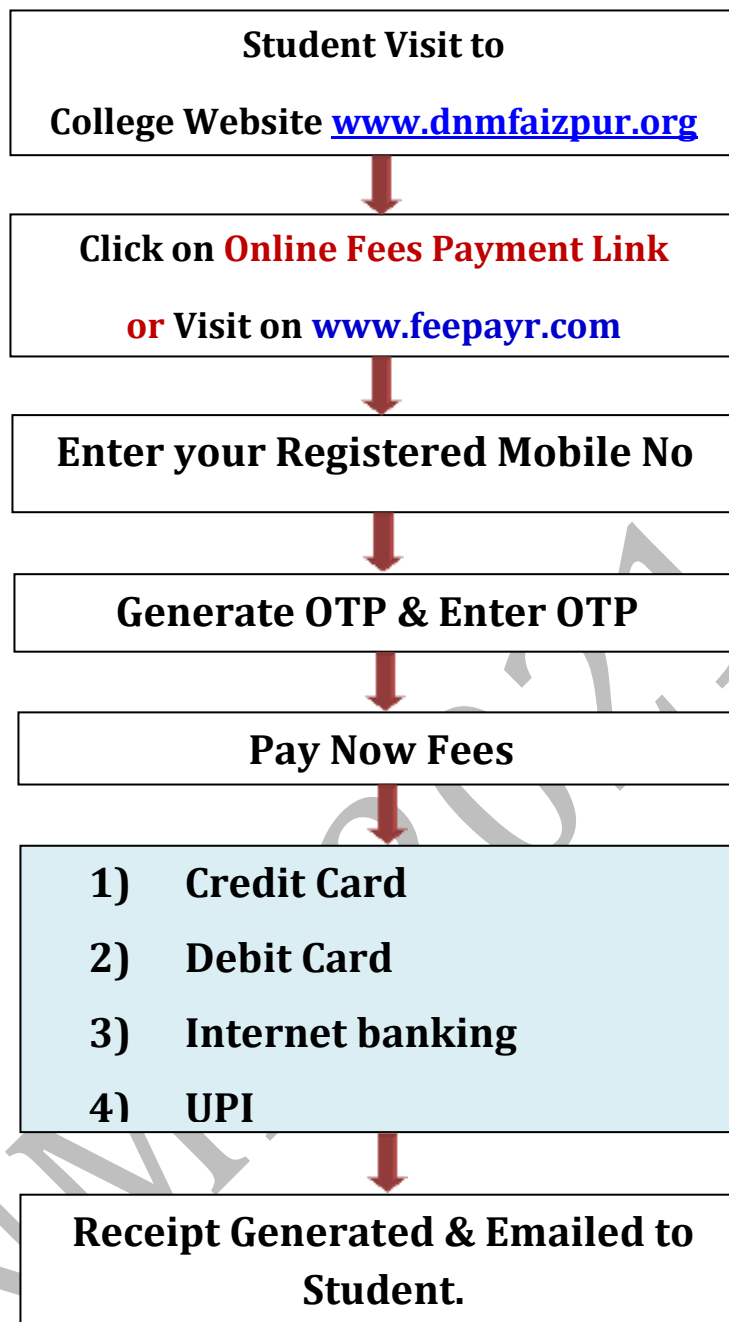 Student Visit to
College Website www.dnmfaizpur.org
Click on Online Fees Payment Link
or Visit on www.feepayr.com
Enter your Registered Mobile No
Generate OTP & Enter OTP
Pay Now Fees
1) Credit Card
2) Debit Card
3) Internet banking
4) UPI
Receipt Generated & Emailed to
Student.